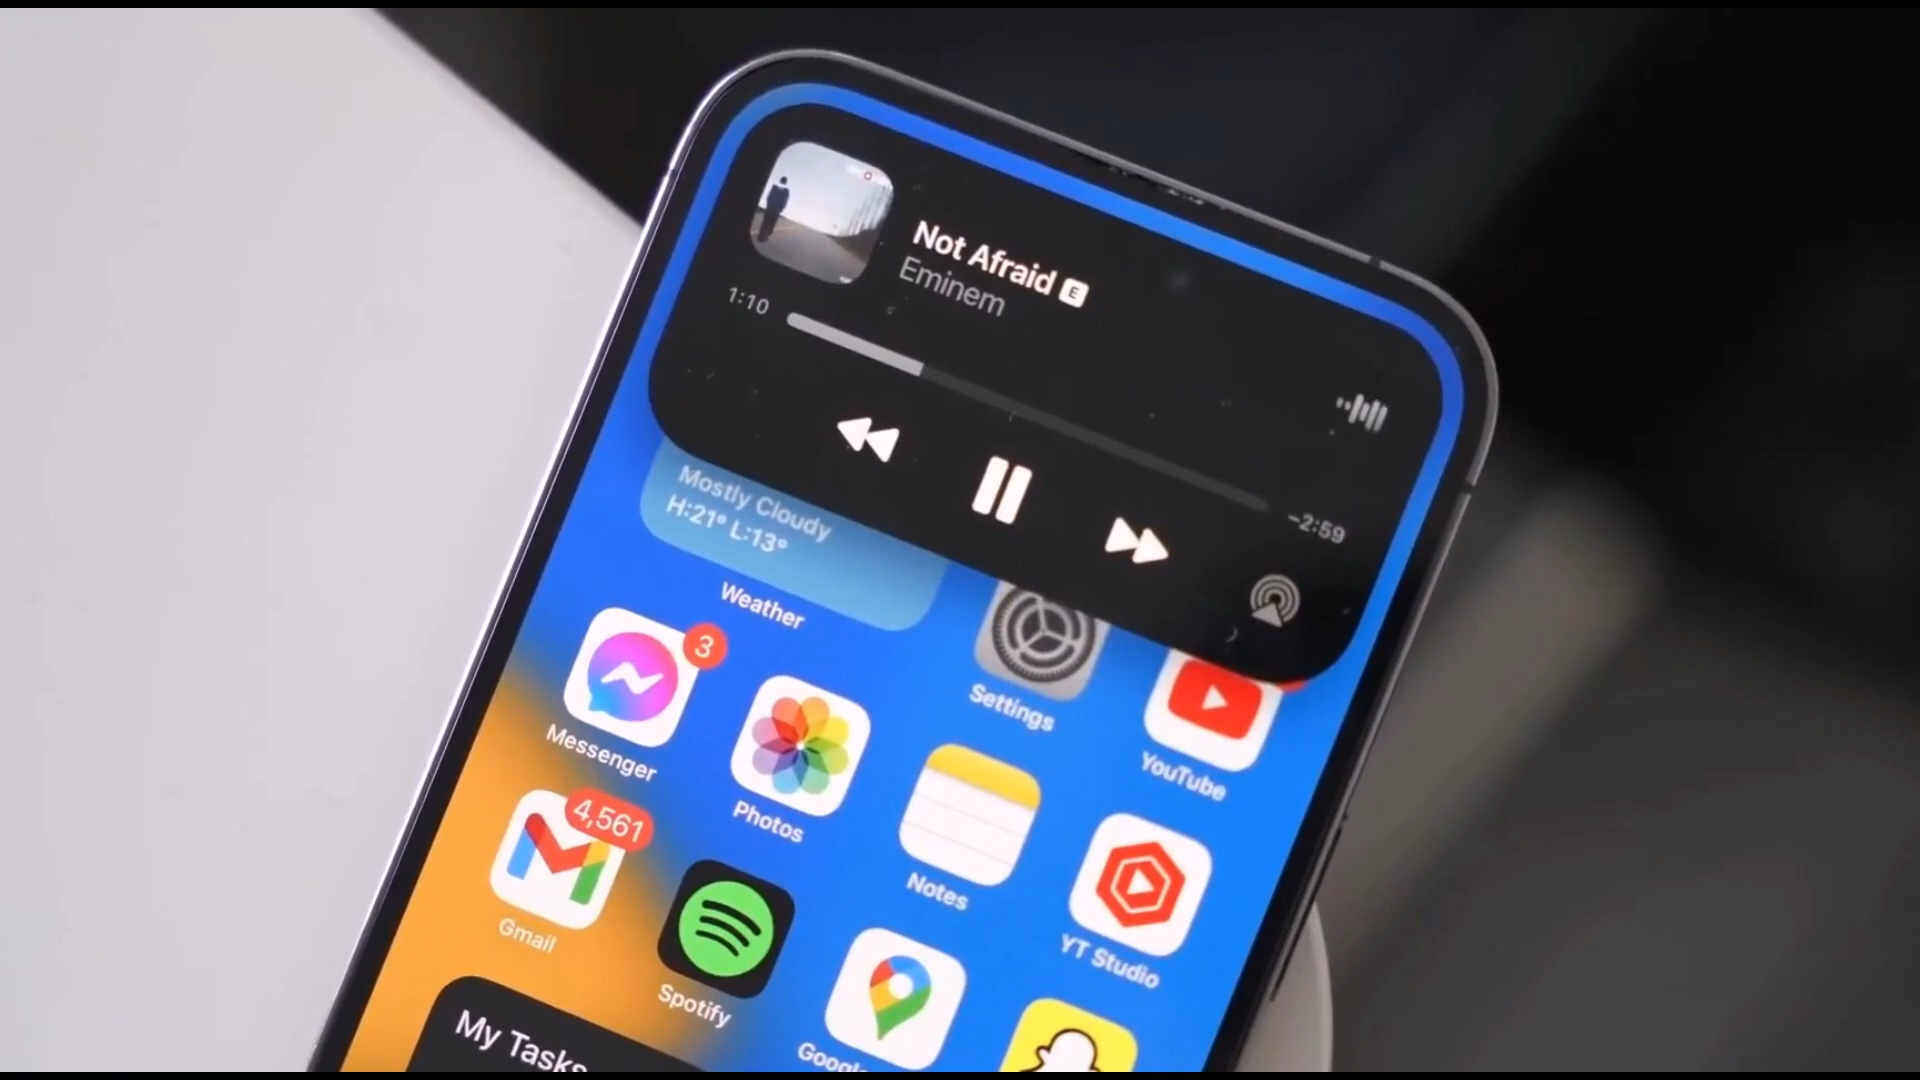 Not Afraid E
Eminem
1:10
-2:59
Mostly Cloudy
H:21° L:13°
Weather
Settings
YouTube
3
Messenger
Photos
Notes
YT Studio
4,561
Gmail
Spotify
Google
My Tasks